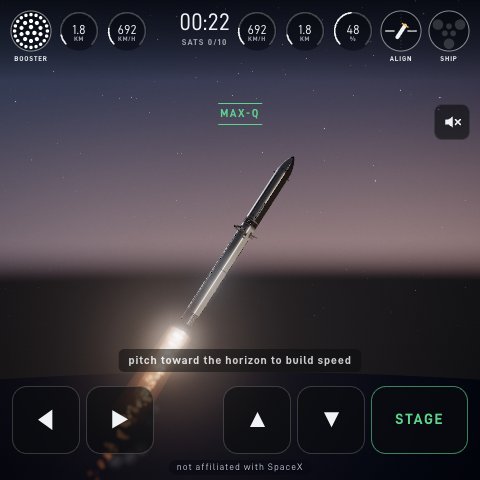 1.8
KM
692
KM/H
BOOSTER
00:22
SATS 0/10
692
KM/H
1.8
KM
48
%
ALIGN
SHIP
MAX-Q
pitch toward the horizon to build speed
STAGE
not affiliated with SpaceX